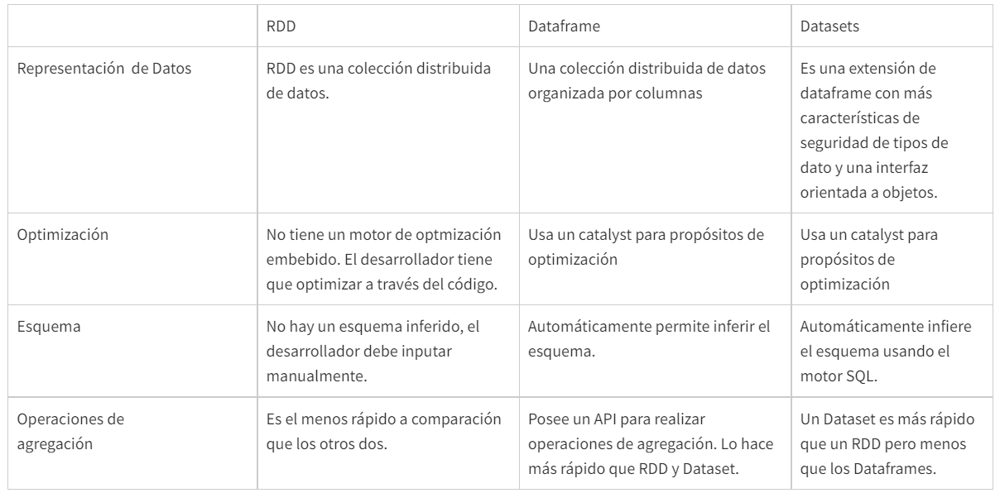 RDD
Dataframe
Datasets
Representación  de Datos
RDD es una colección distribuida
de datos.
Una colección distribuida de datos
organizada por columnas
Es una extensión de
dataframe con más
características de
seguridad de tipos de
dato y una interfaz
orientada a objetos.
Optimización
No tiene un motor de optmización
embebido. El desarrollador tiene
que optimizar a través del código.
Usa un catalyst para propósitos de
optimización
Usa un catalyst para
propósitos de
optimización
Esquema
No hay un esquema inferido, el
desarrollador debe inputar
manualmente.
Automáticamente permite inferir el
esquema.
Automáticamente infiere
el esquema usando el
motor SQL.
Operaciones de
agregación
Es el menos rápido a comparación
que los otros dos.
Posee un API para realizar
operaciones de agregación. Lo hace
más rápido que RDD y Dataset.
Un Dataset es más rápido
que un RDD pero menos
que los Dataframes.